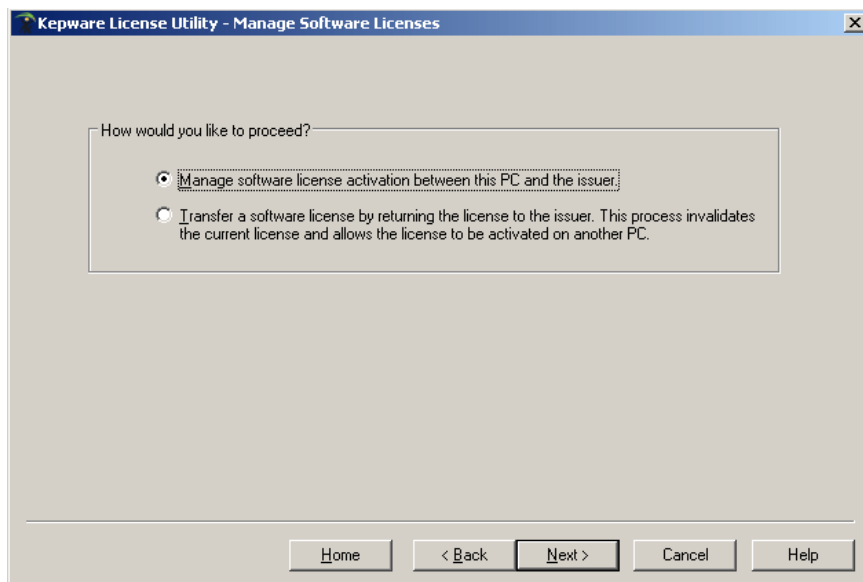 Kepware License Utility - Manage Software Licenses
How would you like to proceed?
Manage software license activation between this PC and the issuer.
Transfer a software license by returning the license to the issuer. This process invalidates
the current license and allows the license to be activated on another PC.
Home
< Back
Next >
Cancel
Help